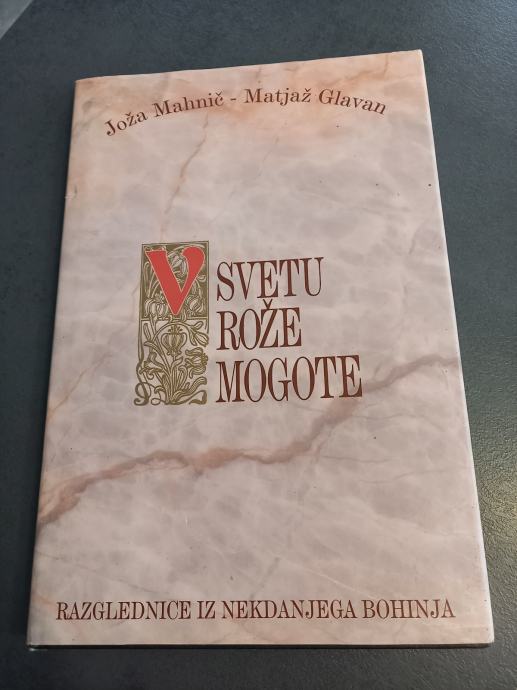 Joža Mahnič - Matjaž Glavan
V SVETU
ROŽE
MOGOTE
RAZGLEDNICE IZ NEKDANJEGA BOHINJA